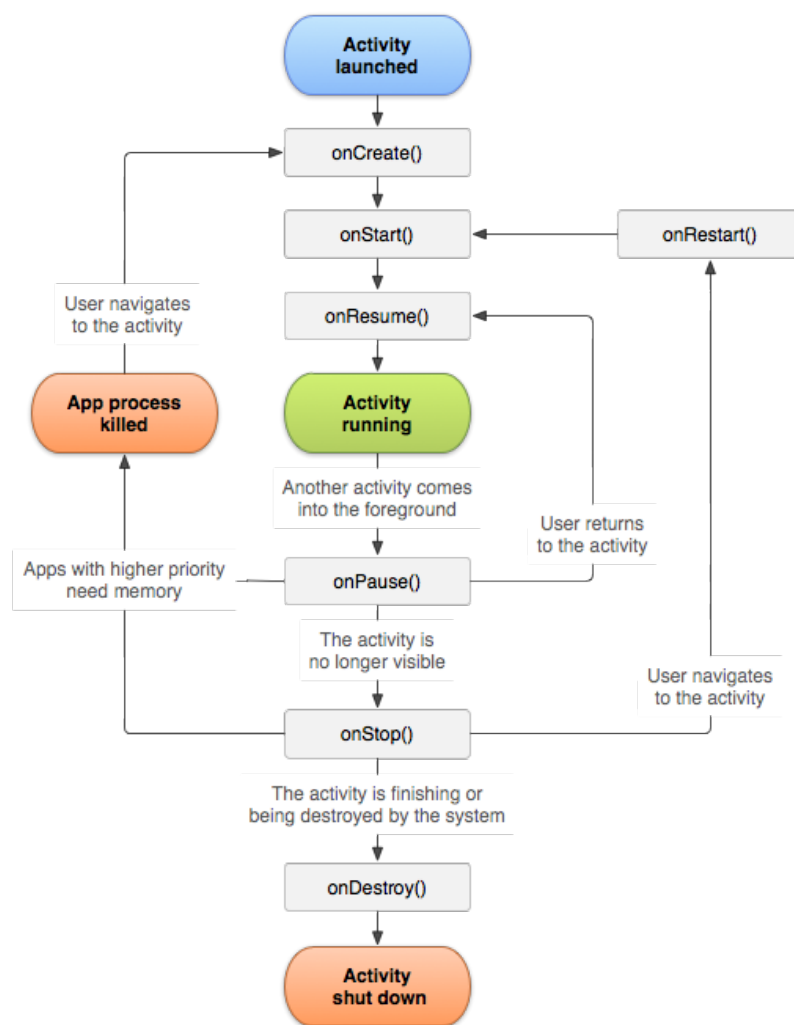 Activity
launched
onCreate()
onStart()
onRestart()
User navigates
to the activity
onResume()
App process
killed
Activity
running
Another activity comes
into the foreground
User returns
to the activity
Apps with higher priority
need memory
onPause()
The activity is
no longer visible
User navigates
to the activity
onStop()
The activity is finishing or
being destroyed by the system
onDestroy()
Activity
shut down